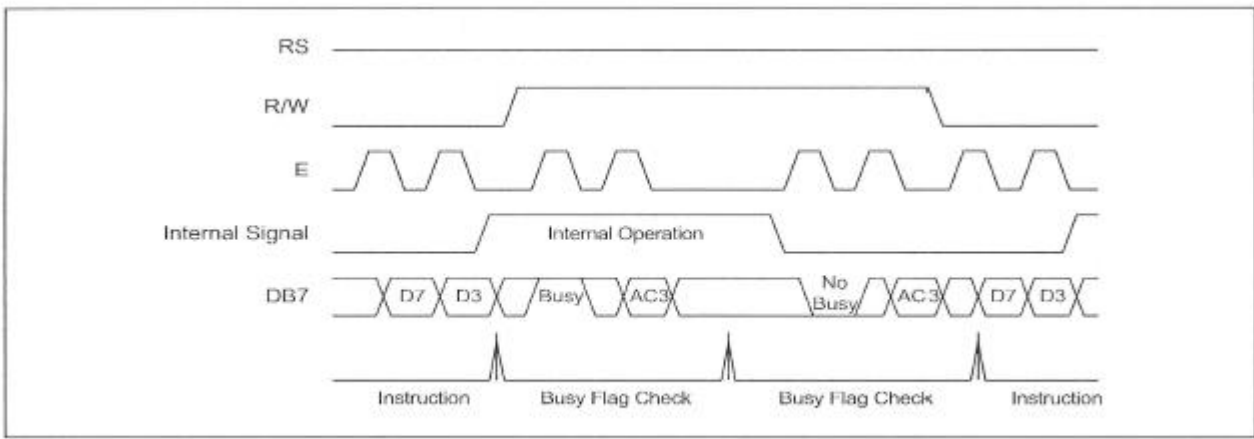 RS
R/W
E
Internal Signal
Internal Operation
DB7
D7
D3
Busy
AC3
No
Busy
AC3
D7
D3
Instruction
Busy Flag Check
Busy Flag Check
Instruction